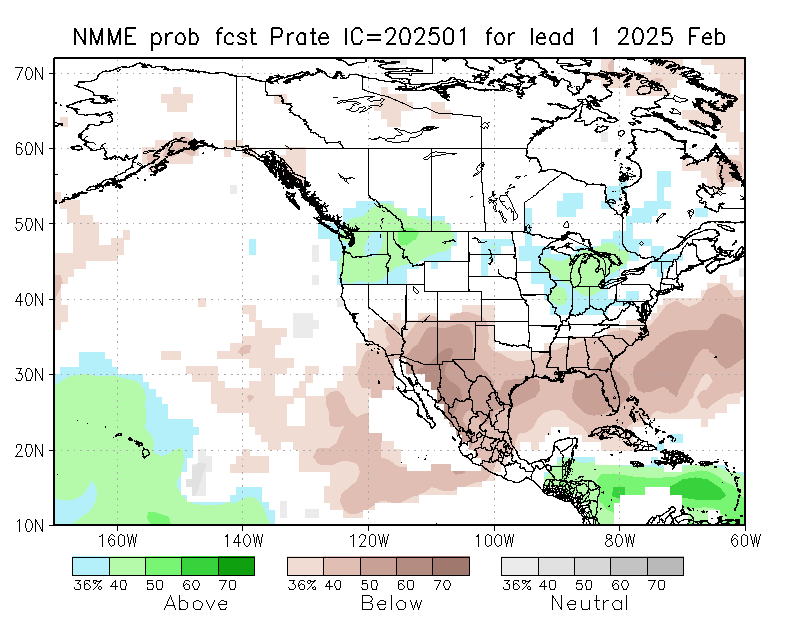 NMME prob fcst Prate IC=202501 for lead 1 2025 Feb
70N
60N
50N
40N
30N
20N
10N
160W 140W 120W 100W 80W 60W
36% 40 50 60 70 36% 40 50 60 70 36% 40 50 60 70
Above Below Neutral